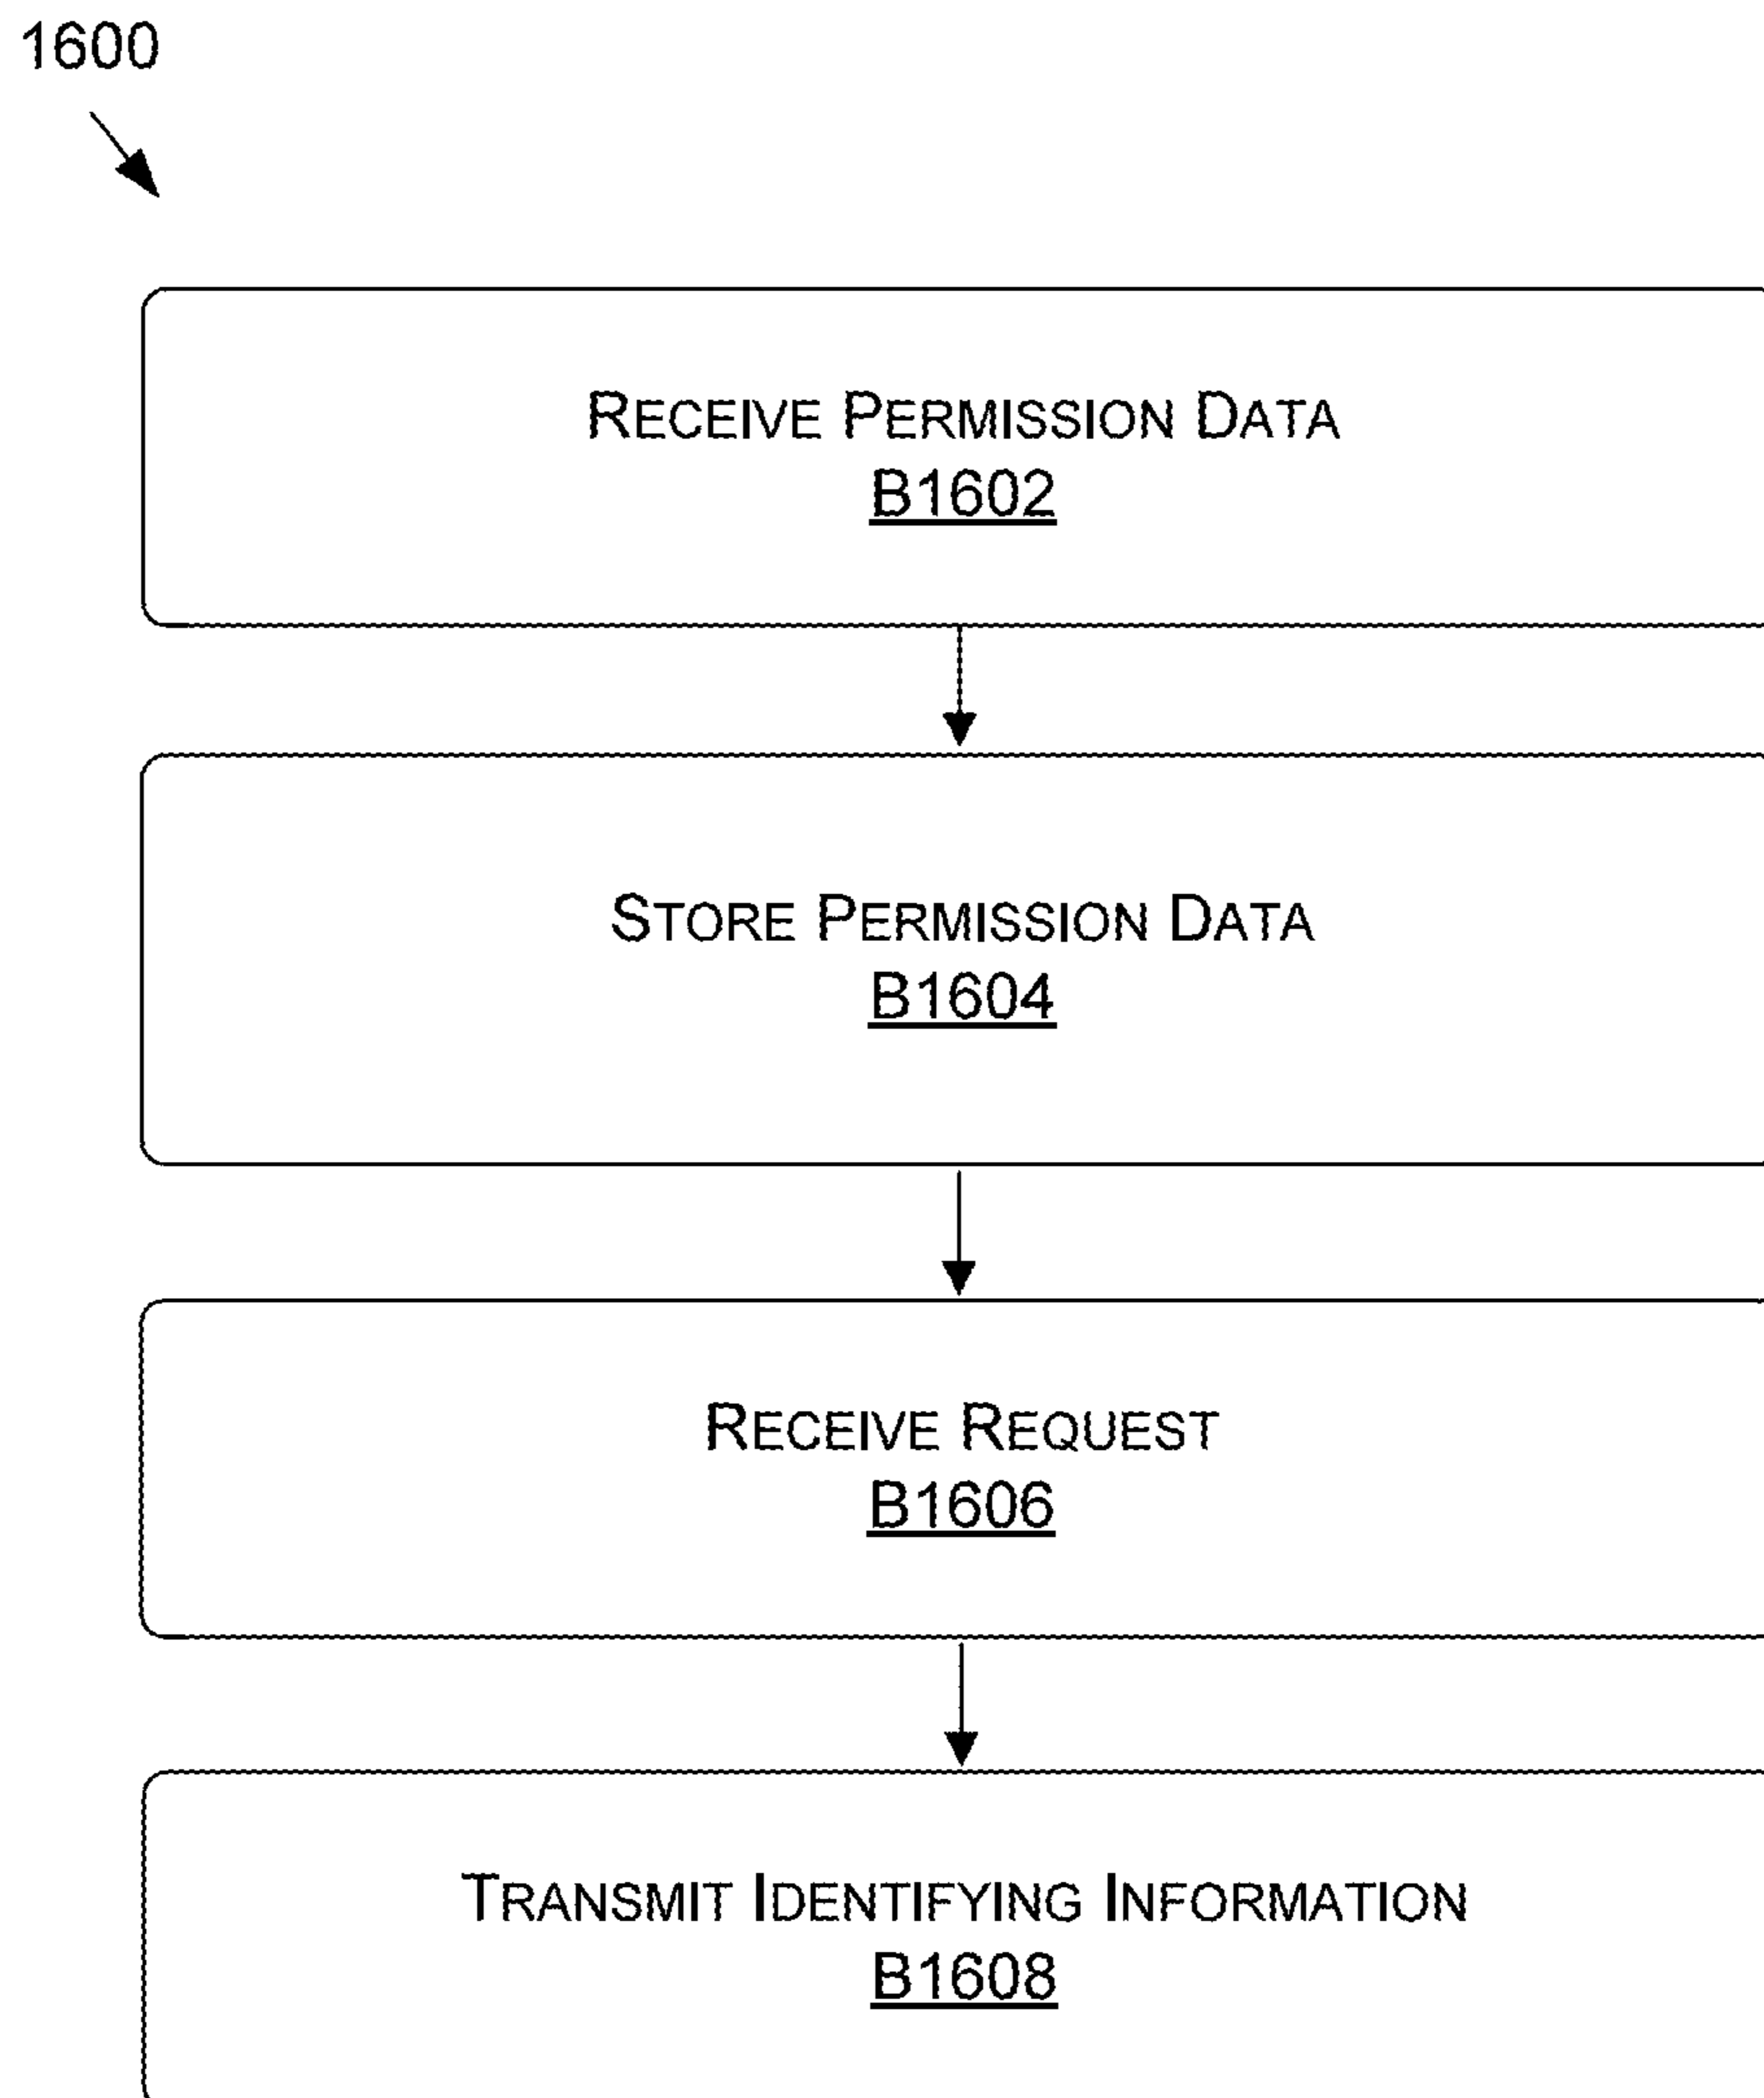 1600
RECEIVE PERMISSION DATA
B1602
STORE PERMISSION DATA
B1604
RECEIVE REQUEST
B1606
TRANSMIT IDENTIFYING INFORMATION
B1608